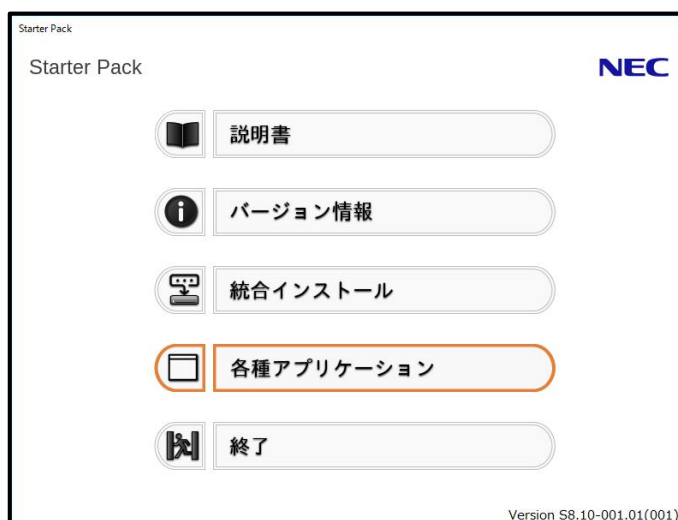 Starter Pack
Starter Pack
NEC
説明書
バージョン情報
統合インストール
各種アプリケーション
終了
Version S8.10-001.01(001)